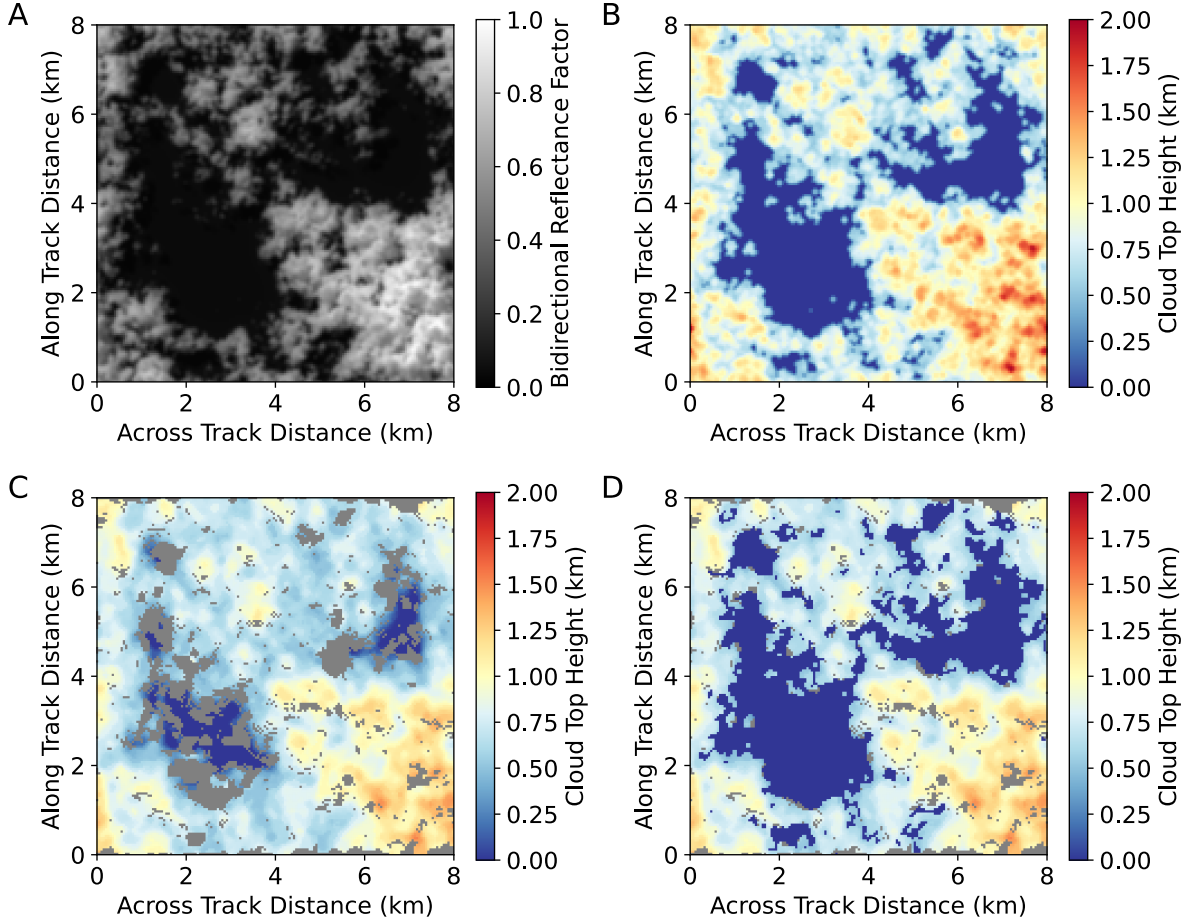 A
8
6
4
2
0
0 2 4 6 8
Along Track Distance (km)
Across Track Distance (km)
1.0
0.8
0.6
0.4
0.2
0.0
Bidirectional Reflectance Factor
B
8
6
4
2
0
0 2 4 6 8
Along Track Distance (km)
Across Track Distance (km)
2.00
1.75
1.50
1.25
1.00
0.75
0.50
0.25
0.00
Cloud Top Height (km)
C
8
6
4
2
0
0 2 4 6 8
Along Track Distance (km)
Across Track Distance (km)
2.00
1.75
1.50
1.25
1.00
0.75
0.50
0.25
0.00
Cloud Top Height (km)
D
8
6
4
2
0
0 2 4 6 8
Along Track Distance (km)
Across Track Distance (km)
2.00
1.75
1.50
1.25
1.00
0.75
0.50
0.25
0.00
Cloud Top Height (km)